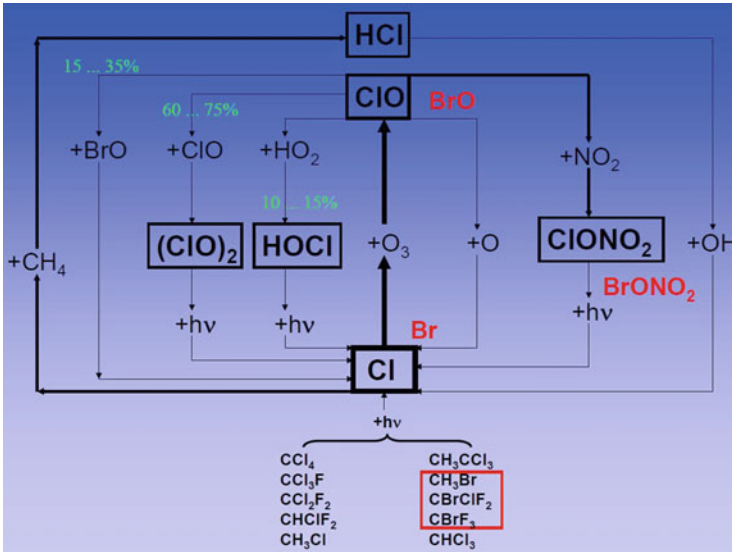 HCl
15 ... 35%
ClO BrO
60 ... 75%
+BrO +ClO +HO₂ +NO₂
10 ... 15%
(ClO)₂ HOCl +O₃ +O ClONO₂ +OH
+CH₄
BrONO₂
+hν +hν +hν
Br
Cl
+hν
CCl₄ CH₃CCl₃
CCl₃F CH₃Br
CCl₂F₂ CBrClF₂
CHClF₂ CBrF₃
CH₃Cl CHCl₃